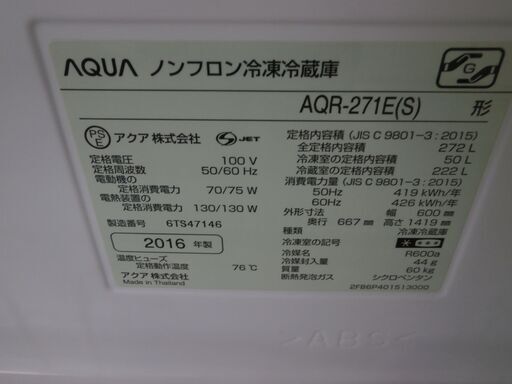 AQUA ノンフロン冷凍冷蔵庫
G
AQR-271E(S) 形
PS E アクア株式会社 S-JET
定格電圧 100 V
定格周波数 50/60 Hz
電動機の
定格消費電力 70/75 W
電熱装置の
定格消費電力 130/130 W
製造番号 6TS47146
2016 年製
温度ヒューズ
定格動作温度 76℃
アクア株式会社
Made in Thailand
定格内容積 (JIS C 9801-3 : 2015)
全定格内容積 272 L
冷凍室の定格内容積 50 L
冷蔵室の定格内容積 222 L
消費電力量 (JIS C 9801-3 : 2015)
50Hz 419 kWh/年
60Hz 426 kWh/年
外形寸法 幅 600 mm
奥行 667 mm 高さ 1419 mm
種類 冷凍冷蔵庫
冷凍室の記号
冷媒名 R600a
冷媒封入量 44g
質量 60 kg
断熱発泡ガス シクロペンタン
2FB6P401513000
>ABS<